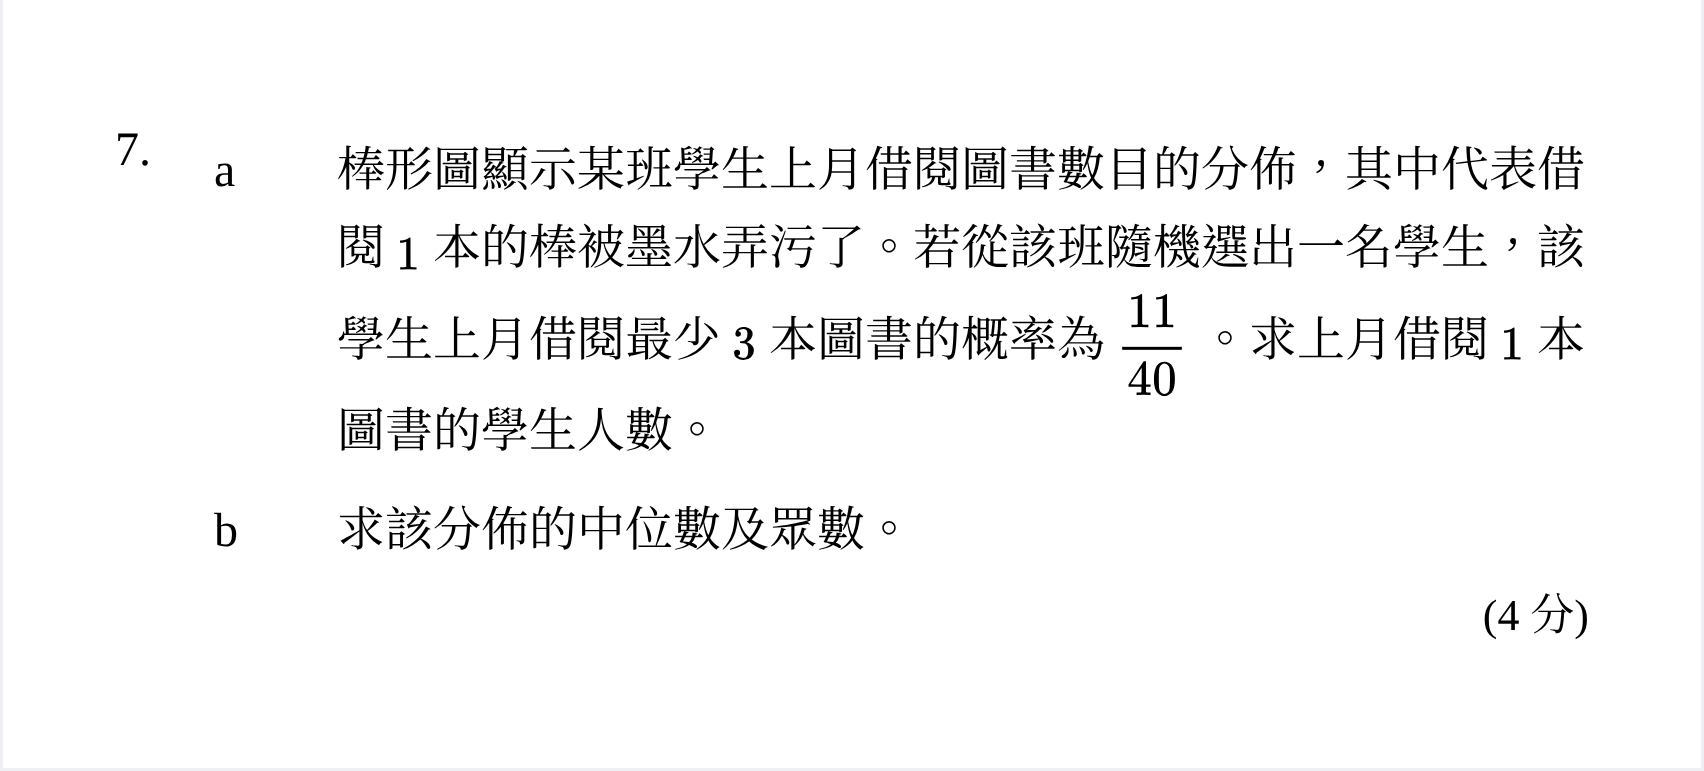 7. a 棒形圖顯示某班學生上月借閱圖書數目的分佈，其中代表借
閱 1 本的棒被墨水弄污了。若從該班隨機選出一名學生，該
學生上月借閱最少 3 本圖書的概率為 11/40 。求上月借閱 1 本
圖書的學生人數。
b 求該分佈的中位數及眾數。
(4 分)